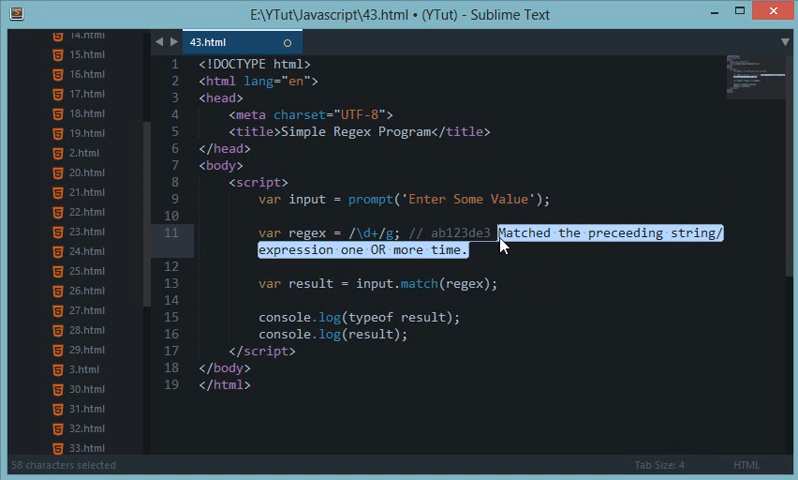 E:\YTut\Javascript\43.html • (YTut) - Sublime Text
14.html
15.html
16.html
17.html
18.html
19.html
2.html
20.html
21.html
22.html
23.html
24.html
25.html
26.html
27.html
28.html
29.html
3.html
30.html
31.html
32.html
33.html
43.html
1 <!DOCTYPE html>
2 <html lang="en">
3 <head>
4 <meta charset="UTF-8">
5 <title>Simple Regex Program</title>
6 </head>
7 <body>
8 <script>
9 var input = prompt('Enter Some Value');
10
11 var regex = /\d+/g; // ab123de3 Matched the preceeding string/
expression one OR more time.
12
13 var result = input.match(regex);
14
15 console.log(typeof result);
16 console.log(result);
17 </script>
18 </body>
19 </html>
58 characters selected
Tab Size: 4
HTML